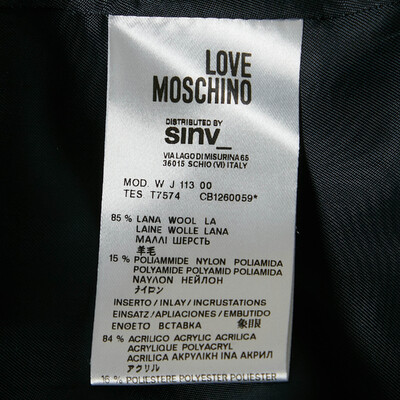 LOVE
MOSCHINO
DISTRIBUTED BY
sinv_
VIA LAGO DI MISURINA 65
36015 SCHIO (VI) ITALY
MOD. W J 113 00
TES T7574 CB1260059*
85 % LANA WOOL LA
LAINE WOLLE LANA
ΜΑΛΛΙ ШЕРСТЬ
羊毛
15 % POLIAMMIDE NYLON POLIAMIDA
POLYAMIDE POLYAMID POLIAMIDA
ΝΑΥΛΟΝ НЕЙЛОН
ナイロン
INSERTO / INLAY / INCRUSTATIONS
EINSATZ / APLIACIONES / EMBUTIDO
ΕΝΘΕΤΟ ВСТАВКА 象眼
84 % ACRILICO ACRYLIC ACRILICA
ACRYLIQUE POLYACRYL
ACRILICA ΑΚΡΥΛΙΚΗ ΙΝΑ АКРИЛ
アクリル
16 % POLIESTERE POLYESTER POLIESTER